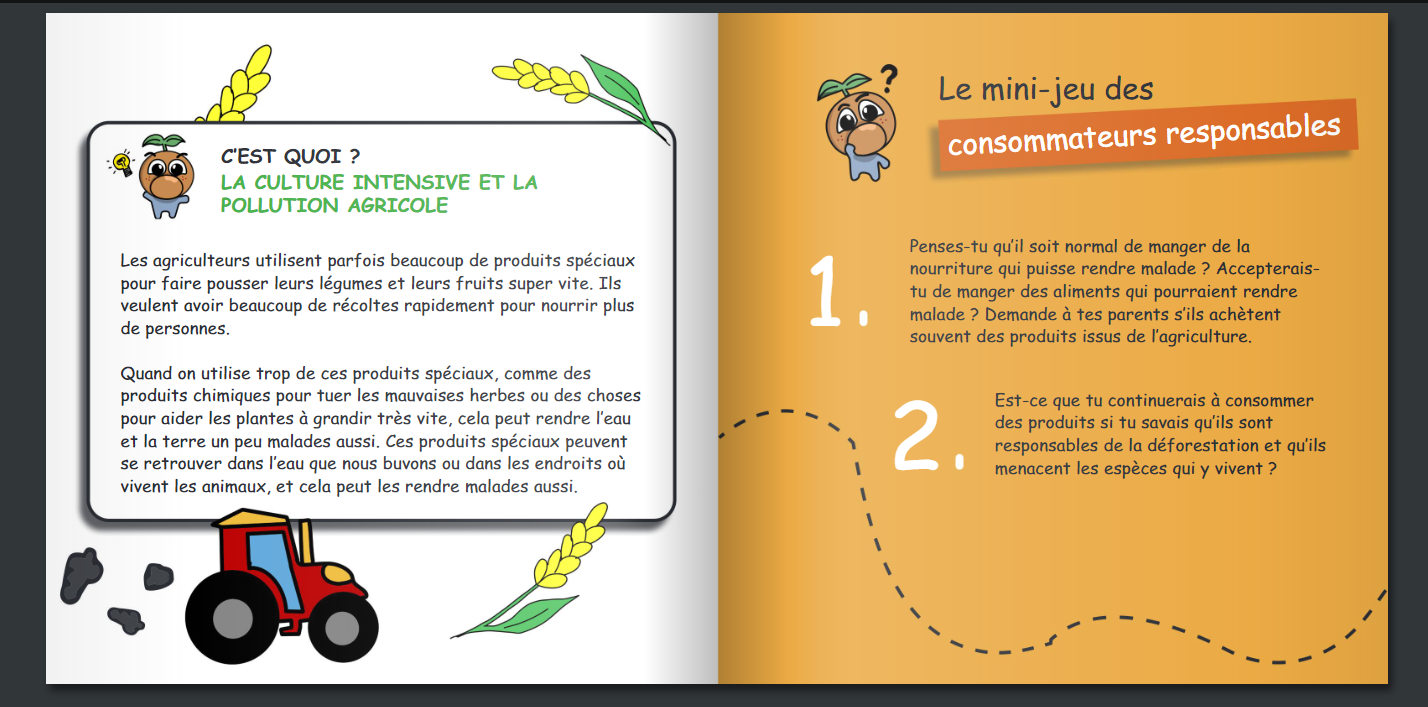 C'EST QUOI ?
LA CULTURE INTENSIVE ET LA
POLLUTION AGRICOLE
Les agriculteurs utilisent parfois beaucoup de produits spéciaux
pour faire pousser leurs légumes et leurs fruits super vite. Ils
veulent avoir beaucoup de récoltes rapidement pour nourrir plus
de personnes.
Quand on utilise trop de ces produits spéciaux, comme des
produits chimiques pour tuer les mauvaises herbes ou des choses
pour aider les plantes à grandir très vite, cela peut rendre l'eau
et la terre un peu malades aussi. Ces produits spéciaux peuvent
se retrouver dans l'eau que nous buvons ou dans les endroits où
vivent les animaux, et cela peut les rendre malades aussi.
?
Le mini-jeu des
consommateurs responsables
1.
Penses-tu qu'il soit normal de manger de la
nourriture qui puisse rendre malade ? Accepterais-
tu de manger des aliments qui pourraient rendre
malade ? Demande à tes parents s'ils achètent
souvent des produits issus de l'agriculture.
2.
Est-ce que tu continuerais à consommer
des produits si tu savais qu'ils sont
responsables de la déforestation et qu'ils
menacent les espèces qui y vivent ?